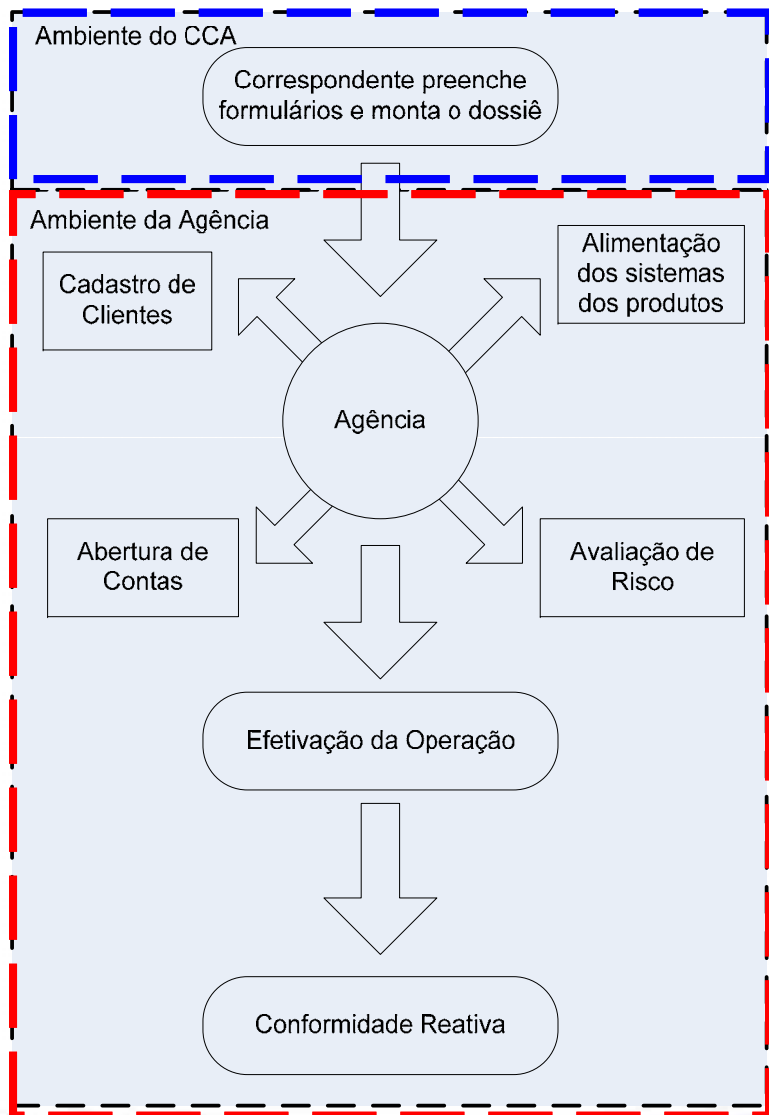 Ambiente do CCA
Correspondente preenche
formulários e monta o dossiê
Ambiente da Agência
Cadastro de
Clientes
Alimentação
dos sistemas
dos produtos
Agência
Abertura de
Contas
Avaliação de
Risco
Efetivação da Operação
Conformidade Reativa